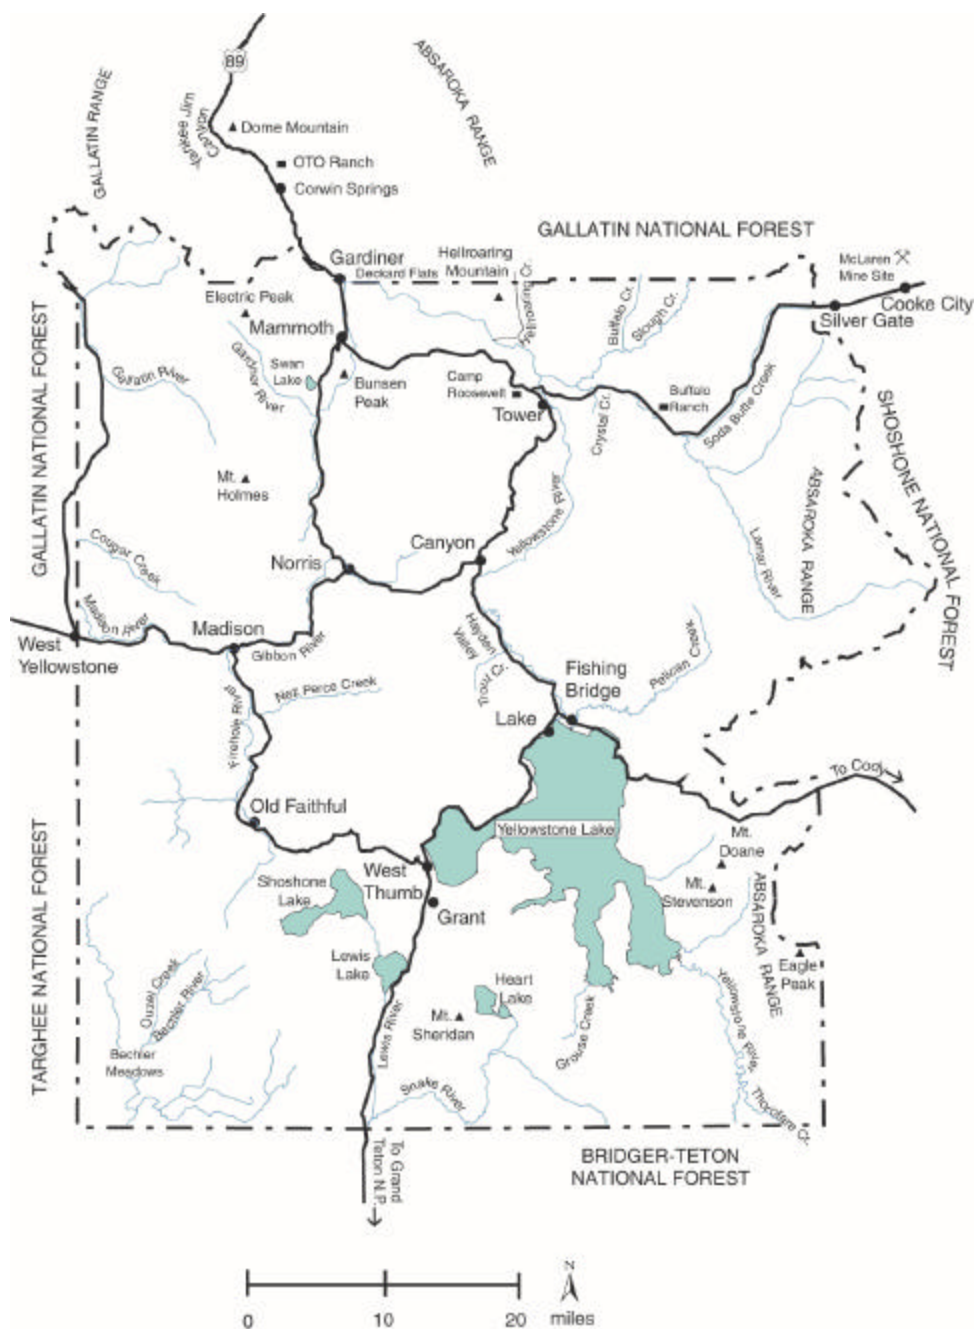 89
GALLATIN RANGE
ABSAROKA RANGE
Yankee Jim
Canyon
Dome Mountain
OTO Ranch
Corwin Springs
GALLATIN NATIONAL FOREST
Gardiner
Deckard Flats
Hellroaring
Mountain
Hellroaring Cr.
Buffalo Cr.
Slough Cr.
McLaren
Mine Site
Cooke City
Silver Gate
Electric Peak
Mammoth
Gardner River
Swan
Lake
Bunsen
Peak
Camp
Roosevelt
Tower
Crystal Cr.
Buffalo
Ranch
Soda Butte Creek
GALLATIN NATIONAL FOREST
Gallatin River
Mt.
Holmes
SHOSHONE NATIONAL FOREST
ABSAROKA RANGE
Lamar River
Yellowstone River
Canyon
Norris
Cougar Creek
Madison River
West
Yellowstone
Madison
Gibbon River
Hayden
Valley
Trout Cr.
Pelican Creek
Fishing
Bridge
Lake
Nez Perce Creek
Firehole River
To Cody
Old Faithful
Yellowstone Lake
Mt.
Doane
Mt.
Stevenson
ABSAROKA RANGE
West
Thumb
Grant
Shoshone
Lake
Lewis
Lake
Heart
Lake
Mt.
Sheridan
Eagle
Peak
TARGHEE NATIONAL FOREST
Ouzel Creek
Bechler River
Bechler
Meadows
Lewis River
Snake River
Grouse Creek
Yellowstone River
Thorofare Cr.
BRIDGER-TETON
NATIONAL FOREST
To Grand
Teton N.P.
N
0 10 20 miles